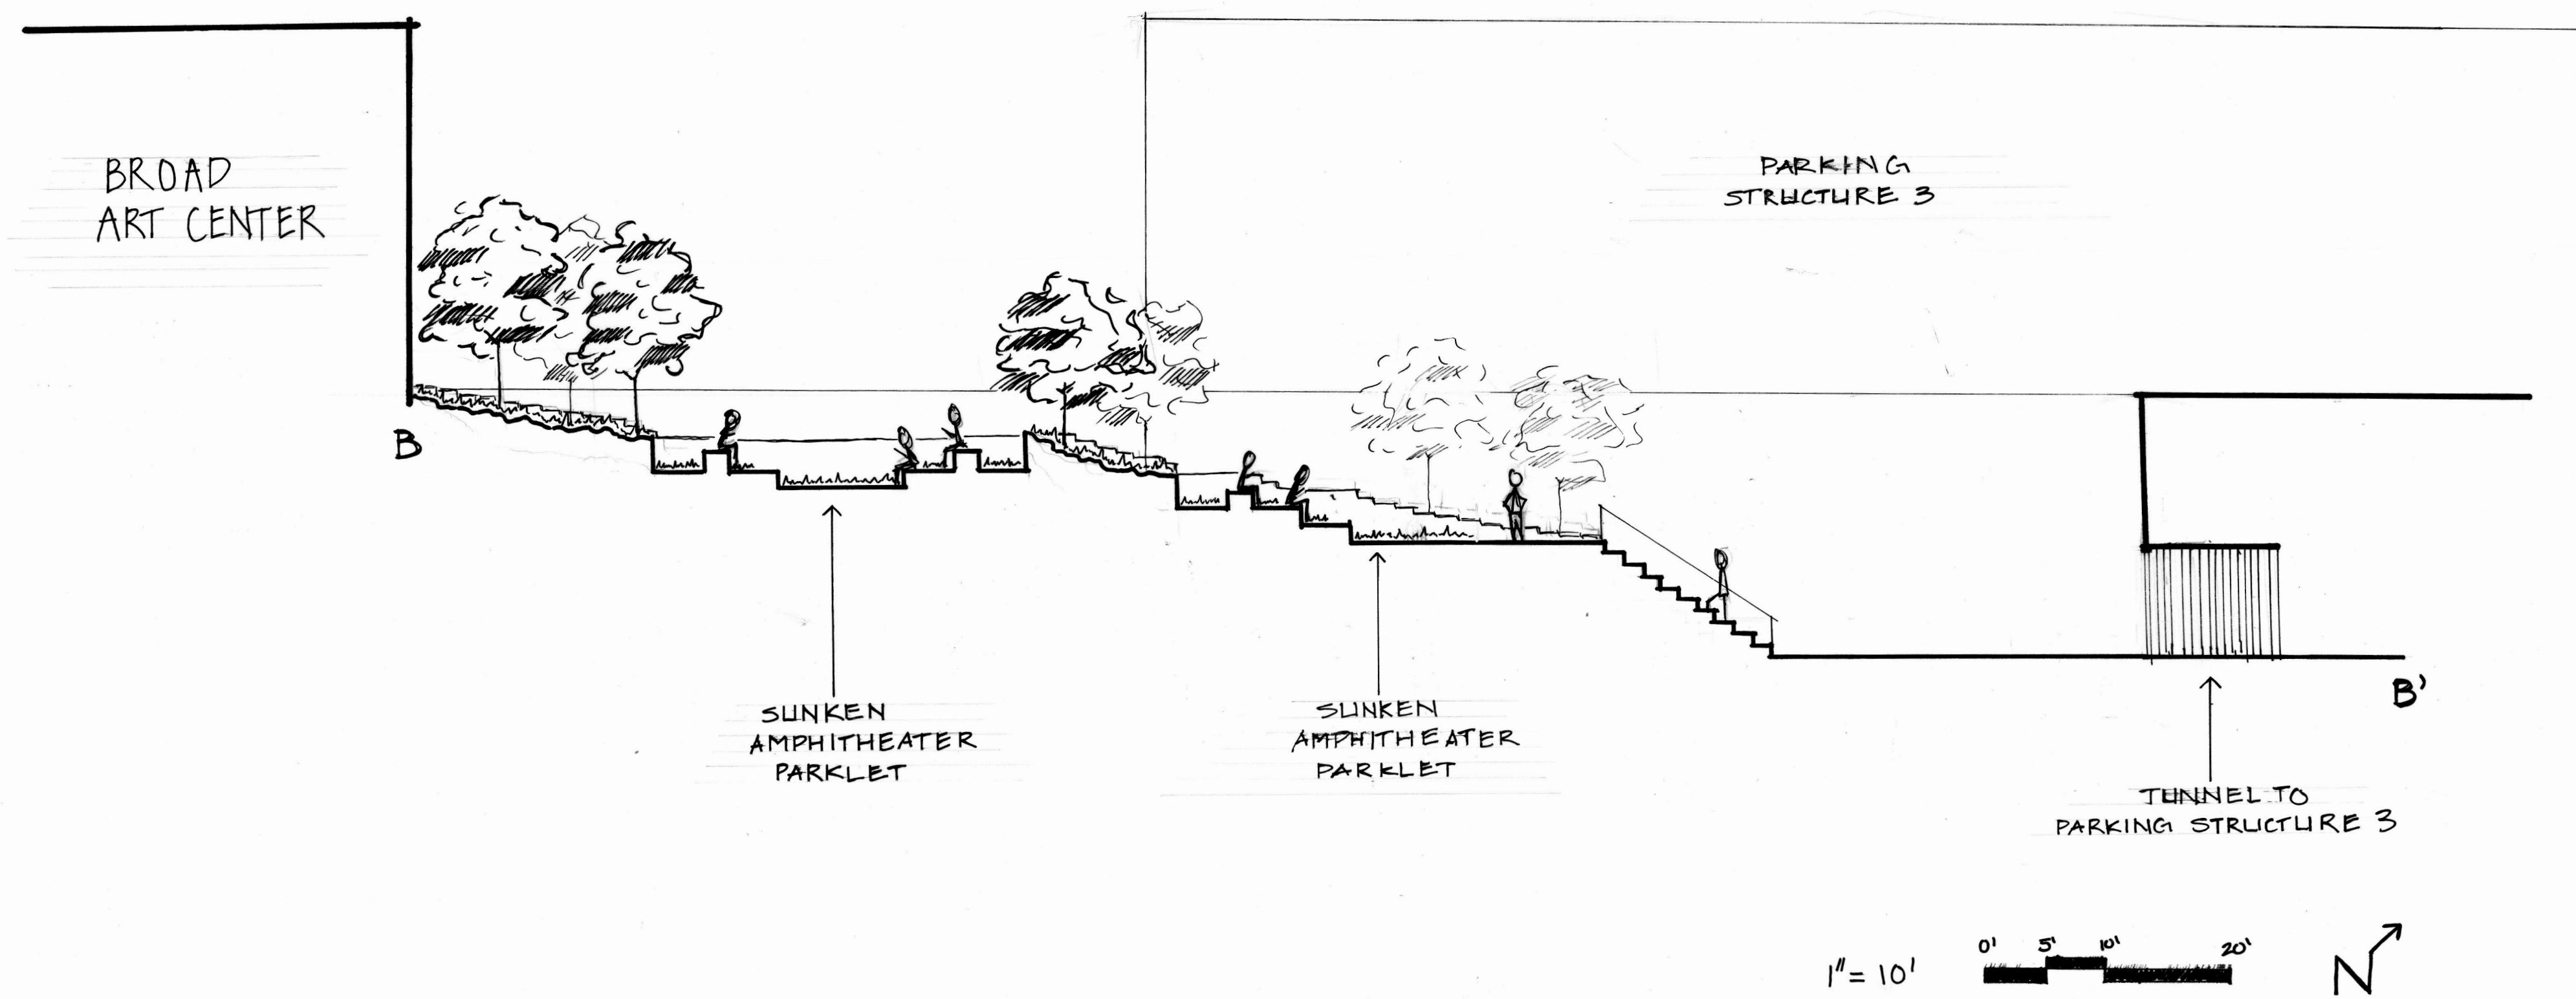 BROAD
ART CENTER
PARKING
STRUCTURE 3
B
SUNKEN
AMPHITHEATER
PARKLET
SUNKEN
AMPHITHEATER
PARKLET
B'
TUNNEL TO
PARKING STRUCTURE 3
1" = 10'
0' 5' 10' 20'
N